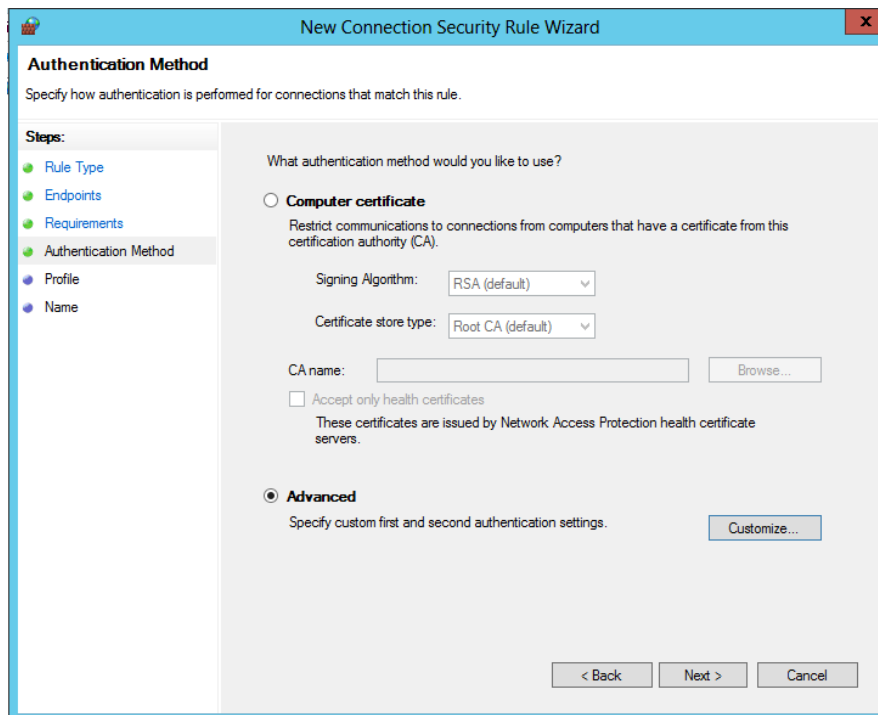 New Connection Security Rule Wizard
x
Authentication Method
Specify how authentication is performed for connections that match this rule.
Steps:
Rule Type
Endpoints
Requirements
Authentication Method
Profile
Name
What authentication method would you like to use?
Computer certificate
Restrict communications to connections from computers that have a certificate from this
certification authority (CA).
Signing Algorithm:
RSA (default)
Certificate store type:
Root CA (default)
CA name:
Browse...
Accept only health certificates
These certificates are issued by Network Access Protection health certificate
servers.
Advanced
Specify custom first and second authentication settings.
Customize...
< Back
Next >
Cancel